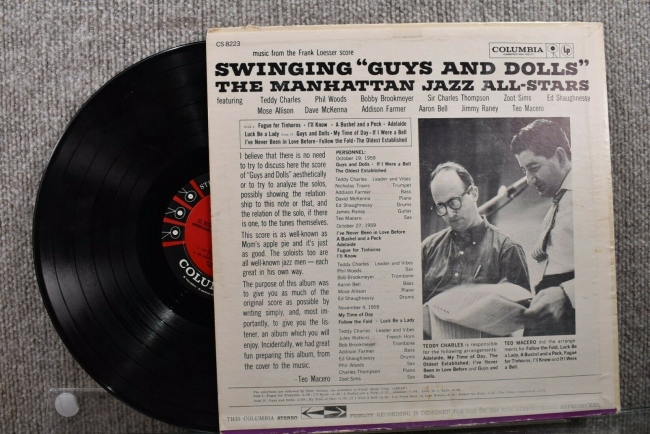 CS 8223
COLUMBIA
Lp
music from the Frank Loesser score
SWINGING "GUYS AND DOLLS"
THE MANHATTAN JAZZ ALL-STARS
featuring Teddy Charles Phil Woods Bobby Brookmeyer Sir Charles Thompson Zoot Sims Ed Shaughnessy
Mose Allison Dave McKenna Addison Farmer Aaron Bell Jimmy Raney Teo Macero
Fugue for Tinhorns · I'll Know · A Bushel and a Peck · Adelaide
Luck Be a Lady Guys and Dolls · My Time of Day · If I Were a Bell
I've Never Been in Love Before · Follow the Fold · The Oldest Established
I believe that there is no need
to try to discuss here the score
of "Guys and Dolls" aesthetically
or to try to analyze the solos,
possibly showing the relation-
ship to this note or that, and
the relation of the solo, if there
is one, to the tunes themselves.
This score is as well-known as
Mom's apple pie and it's just
as good. The soloists too are
all well-known jazz men — each
great in his own way.
The purpose of this album was
to give you as much of the
original score as possible by
writing simply, and, most im-
portantly, to give you the lis-
tener, an album which you will
enjoy. Incidentally, we had great
fun preparing this album, from
the cover to the music.
-Teo Macero
PERSONNEL:
October 19, 1959
Guys and Dolls · If I Were a Bell
The Oldest Established
Teddy Charles Leader and Vibes
Nicholas Travis Trumpet
Addison Farmer Bass
David McKenna Piano
Ed Shaughnessy Drums
James Raney Guitar
Teo Macero Sax
October 27, 1959
I've Never Been in Love Before
A Bushel and a Peck
Adelaide
Fugue for Tinhorns
I'll Know
Teddy Charles Leader and Vibes
Phil Woods Sax
Bob Brookmeyer Trombone
Aaron Bell Bass
Mose Allison Piano
Ed Shaughnessy Drums
November 4, 1959
My Time of Day
Follow the Fold · Luck Be a Lady
Teddy Charles Leader and Vibes
Julius Watkins French Horn
Bob Brookmeyer Trombone
Addison Farmer Bass
Ed Shaughnessy Drums
Phil Woods Sax
Charles Thompson Piano
Zoot Sims Sax
TEDDY CHARLES is responsible
for the following arrangements:
Adelaide, My Time of Day, The
Oldest Established, I've Never
Been in Love Before and Guys
and Dolls.
TEO MACERO did the arrange-
ments for Follow the Fold, Luck Be
a Lady, A Bushel and a Peck, Fugue
for Tinhorns, I'll Know and If I Were
a Bell.
THIS COLUMBIA STEREO FIDELITY RECORDING IS DESIGNED FOR
COLUMBIA